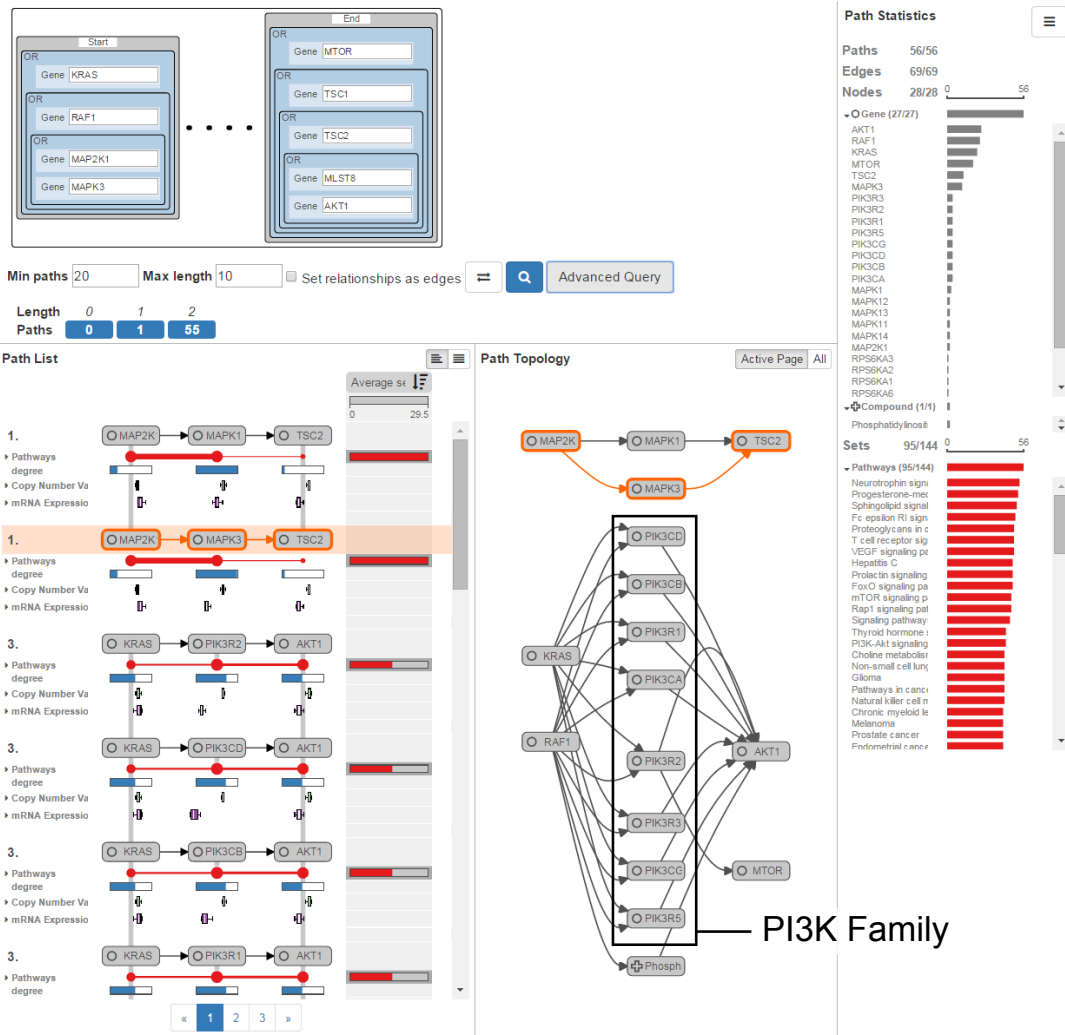 Start
OR
Gene KRAS
OR
Gene RAF1
OR
Gene MAP2K1
Gene MAPK3
End
OR
Gene MTOR
OR
Gene TSC1
OR
Gene TSC2
OR
Gene MLST8
Gene AKT1
Min paths 20 Max length 10 Set relationships as edges Advanced Query
Length 0 1 2
Paths 0 1 55
Path List
Average se
0 29.5
1. MAP2K MAPK1 TSC2
Pathways
degree
Copy Number Va
mRNA Expressio
1. MAP2K MAPK3 TSC2
Pathways
degree
Copy Number Va
mRNA Expressio
3. KRAS PIK3R2 AKT1
Pathways
degree
Copy Number Va
mRNA Expressio
3. KRAS PIK3CD AKT1
Pathways
degree
Copy Number Va
mRNA Expressio
3. KRAS PIK3CB AKT1
Pathways
degree
Copy Number Va
mRNA Expressio
3. KRAS PIK3R1 AKT1
Pathways
degree
« 1 2 3 »
Path Topology Active Page All
MAP2K MAPK1 TSC2
MAPK3
PIK3CD
PIK3CB
PIK3R1
KRAS
PIK3CA
RAF1
AKT1
PIK3R2
PIK3R3
PIK3CG MTOR
PIK3R5
PI3K Family
Phosph
Path Statistics
Paths 56/56
Edges 69/69
Nodes 28/28 0 56
Gene (27/27)
AKT1
RAF1
KRAS
MTOR
TSC2
MAPK3
PIK3R3
PIK3R2
PIK3R1
PIK3R5
PIK3CG
PIK3CD
PIK3CB
PIK3CA
MAPK1
MAPK12
MAPK13
MAPK11
MAPK14
MAP2K1
RPS6KA3
RPS6KA2
RPS6KA1
RPS6KA6
Compound (1/1)
Phosphatidylinosit
Sets 95/144 0 56
Pathways (95/144)
Neurotrophin signa
Progesterone-med
Sphingolipid signal
Fc epsilon RI sign
Proteoglycans in c
T cell receptor sig
VEGF signaling pa
Hepatitis C
Prolactin signaling
FoxO signaling pa
mTOR signaling pa
Rap1 signaling pat
Signaling pathway
Thyroid hormone s
PI3K-Akt signaling
Choline metabolis
Non-small cell lung
Glioma
Pathways in cance
Natural killer cell m
Chronic myeloid le
Melanoma
Prostate cancer
Endometrial cance